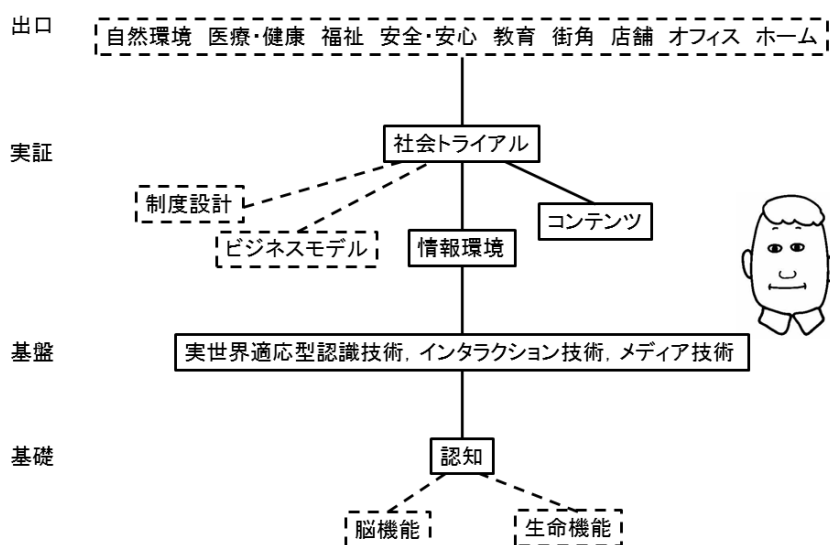 出口
自然環境 医療・健康 福祉 安全・安心 教育 街角 店舗 オフィス ホーム
実証
社会トライアル
制度設計
ビジネスモデル
情報環境
コンテンツ
基盤
実世界適応型認識技術, インタラクション技術, メディア技術
基礎
認知
脳機能
生命機能